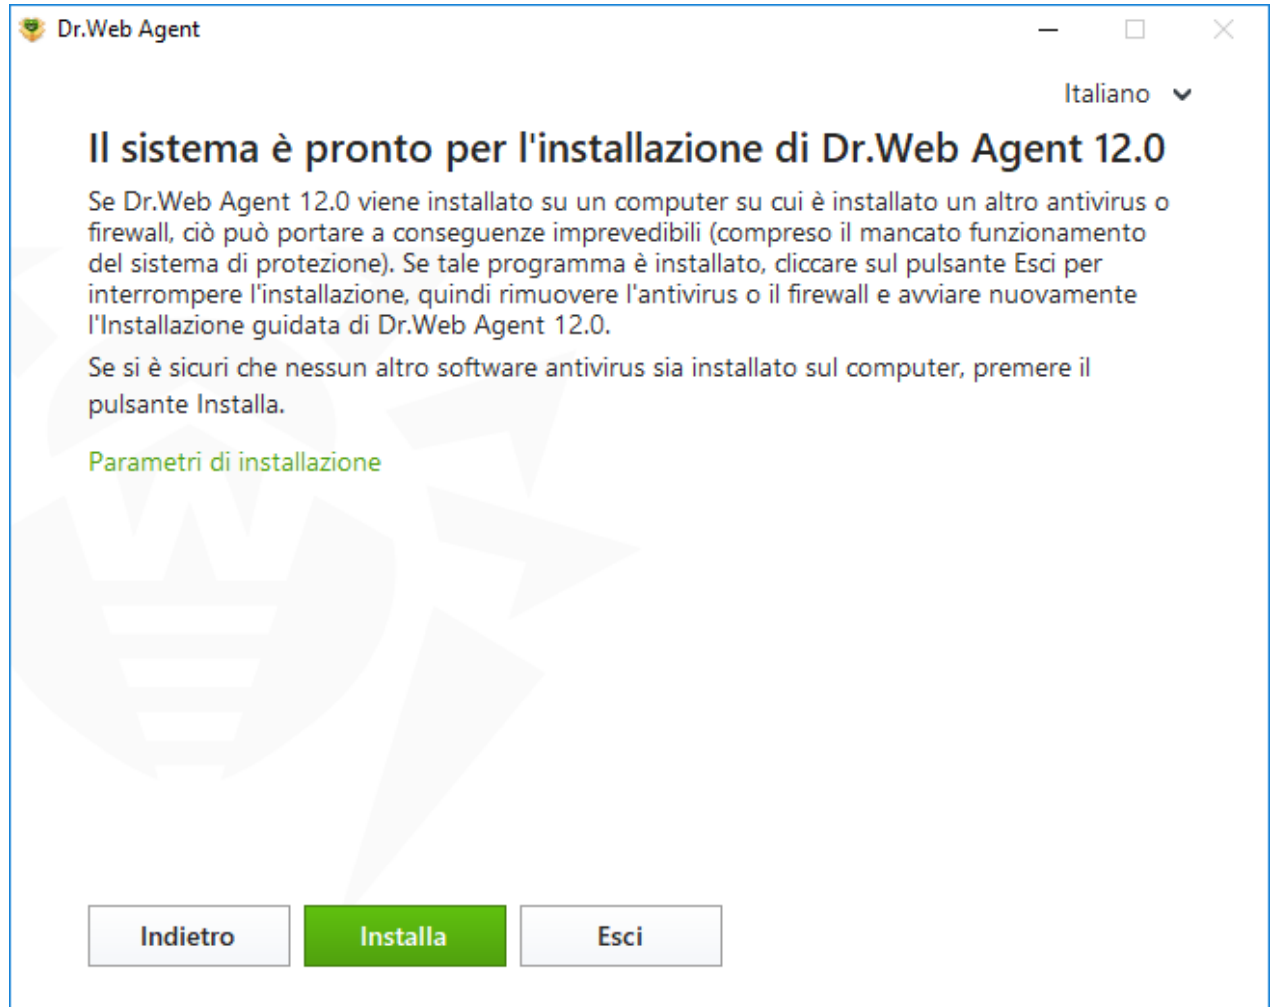 Dr.Web Agent
Italiano
Il sistema è pronto per l'installazione di Dr.Web Agent 12.0
Se Dr.Web Agent 12.0 viene installato su un computer su cui è installato un altro antivirus o
firewall, ciò può portare a conseguenze imprevedibili (compreso il mancato funzionamento
del sistema di protezione). Se tale programma è installato, cliccare sul pulsante Esci per
interrompere l'installazione, quindi rimuovere l'antivirus o il firewall e avviare nuovamente
l'Installazione guidata di Dr.Web Agent 12.0.
Se si è sicuri che nessun altro software antivirus sia installato sul computer, premere il
pulsante Installa.
Parametri di installazione
Indietro
Installa
Esci